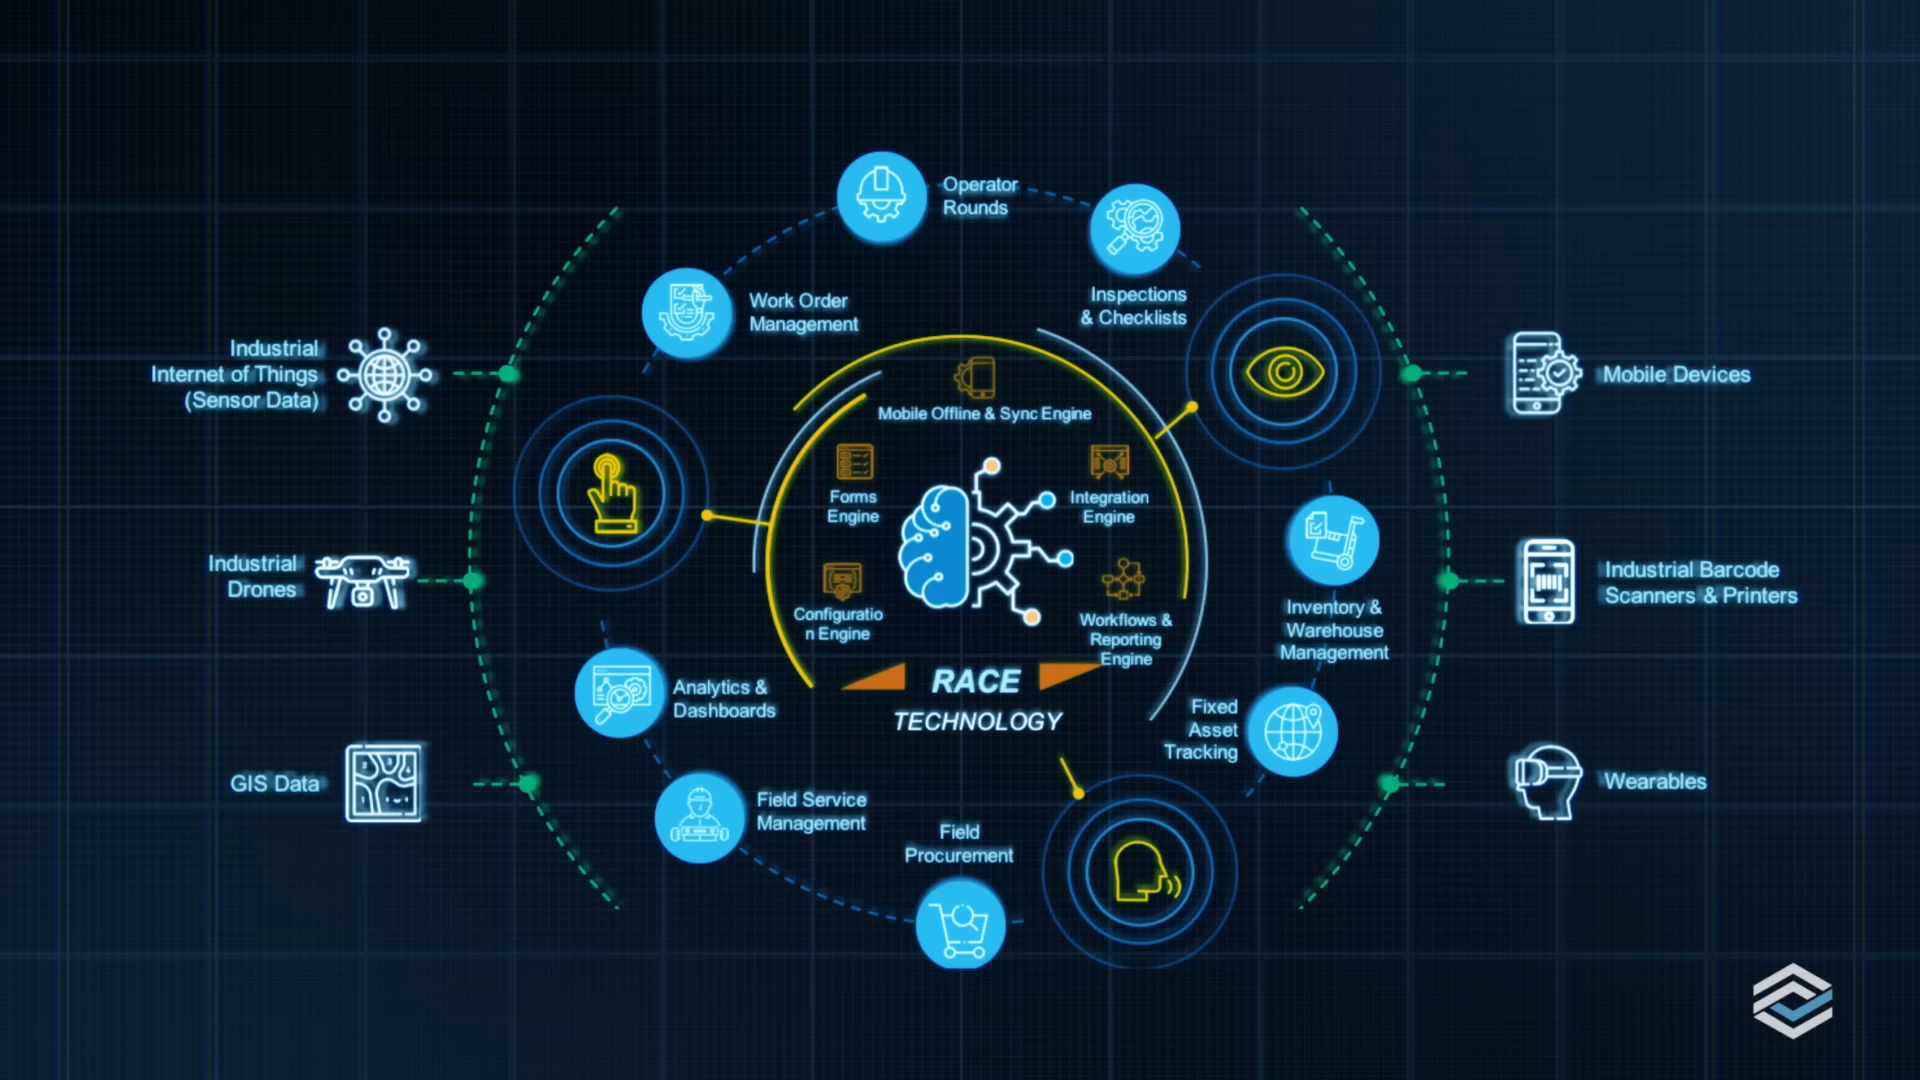 Operator
Rounds
Inspections
& Checklists
Work Order
Management
Industrial
Internet of Things
(Sensor Data)
Mobile Devices
Mobile Offline & Sync Engine
Forms
Engine
Integration
Engine
Industrial
Drones
Industrial Barcode
Scanners & Printers
Configuratio
n Engine
Workflows &
Reporting
Engine
Inventory &
Warehouse
Management
RACE
TECHNOLOGY
Analytics &
Dashboards
Fixed
Asset
Tracking
GIS Data
Wearables
Field Service
Management
Field
Procurement